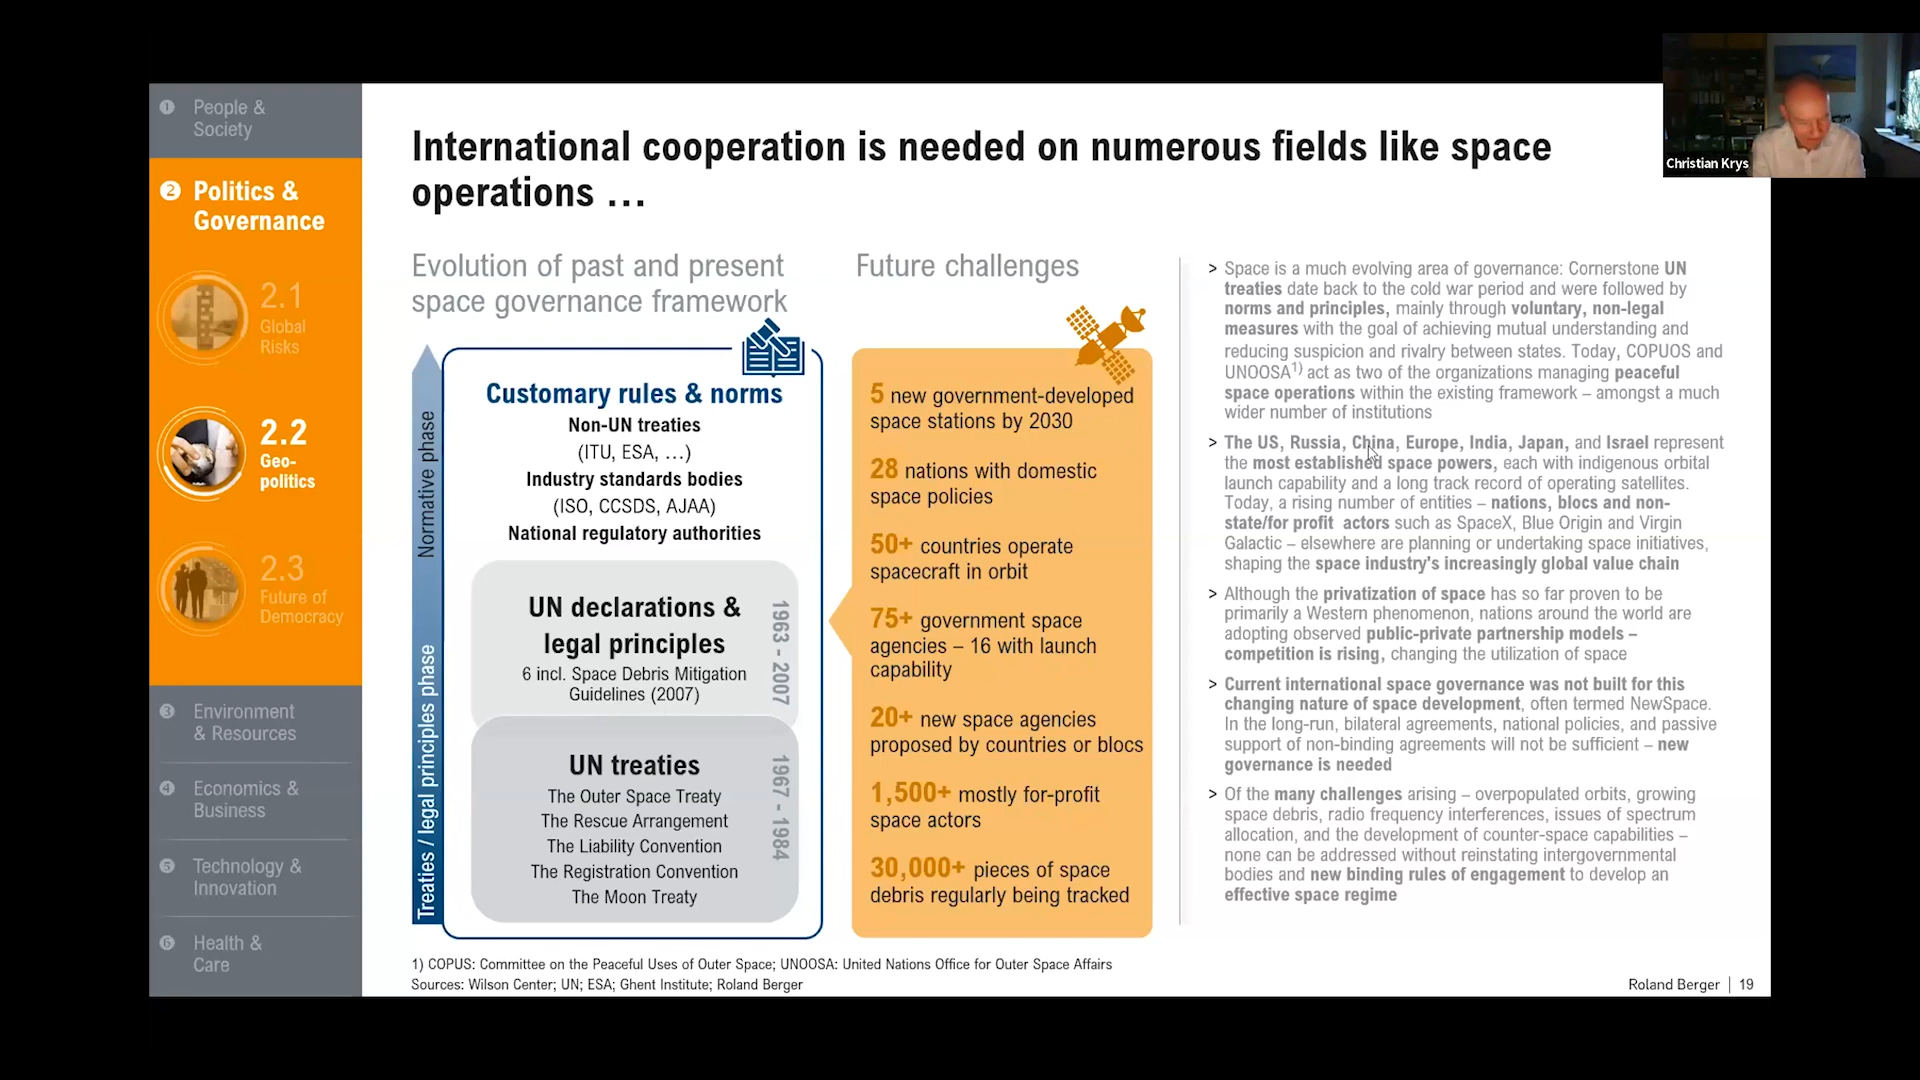 ❶ People &
Society
❷ Politics &
Governance
2.1
Global
Risks
2.2
Geo-
politics
2.3
Future of
Democracy
❸ Environment
& Resources
❹ Economics &
Business
❺ Technology &
Innovation
❻ Health &
Care
International cooperation is needed on numerous fields like space
operations …
Evolution of past and present
space governance framework
Normative phase
Treaties / legal principles phase
Customary rules & norms
Non-UN treaties
(ITU, ESA, …)
Industry standards bodies
(ISO, CCSDS, AJAA)
National regulatory authorities
UN declarations &
legal principles
6 incl. Space Debris Mitigation
Guidelines (2007)
1963 - 2007
UN treaties
The Outer Space Treaty
The Rescue Arrangement
The Liability Convention
The Registration Convention
The Moon Treaty
1967 - 1984
Future challenges
5 new government-developed
space stations by 2030
28 nations with domestic
space policies
50+ countries operate
spacecraft in orbit
75+ government space
agencies – 16 with launch
capability
20+ new space agencies
proposed by countries or blocs
1,500+ mostly for-profit
space actors
30,000+ pieces of space
debris regularly being tracked
> Space is a much evolving area of governance: Cornerstone UN
treaties date back to the cold war period and were followed by
norms and principles, mainly through voluntary, non-legal
measures with the goal of achieving mutual understanding and
reducing suspicion and rivalry between states. Today, COPUOS and
UNOOSA1) act as two of the organizations managing peaceful
space operations within the existing framework – amongst a much
wider number of institutions
> The US, Russia, China, Europe, India, Japan, and Israel represent
the most established space powers, each with indigenous orbital
launch capability and a long track record of operating satellites.
Today, a rising number of entities – nations, blocs and non-
state/for profit actors such as SpaceX, Blue Origin and Virgin
Galactic – elsewhere are planning or undertaking space initiatives,
shaping the space industry's increasingly global value chain
> Although the privatization of space has so far proven to be
primarily a Western phenomenon, nations around the world are
adopting observed public-private partnership models –
competition is rising, changing the utilization of space
> Current international space governance was not built for this
changing nature of space development, often termed NewSpace.
In the long-run, bilateral agreements, national policies, and passive
support of non-binding agreements will not be sufficient – new
governance is needed
> Of the many challenges arising – overpopulated orbits, growing
space debris, radio frequency interferences, issues of spectrum
allocation, and the development of counter-space capabilities –
none can be addressed without reinstating intergovernmental
bodies and new binding rules of engagement to develop an
effective space regime
1) COPUS: Committee on the Peaceful Uses of Outer Space; UNOOSA: United Nations Office for Outer Space Affairs
Sources: Wilson Center; UN; ESA; Ghent Institute; Roland Berger
Roland Berger | 19
Christian Krys